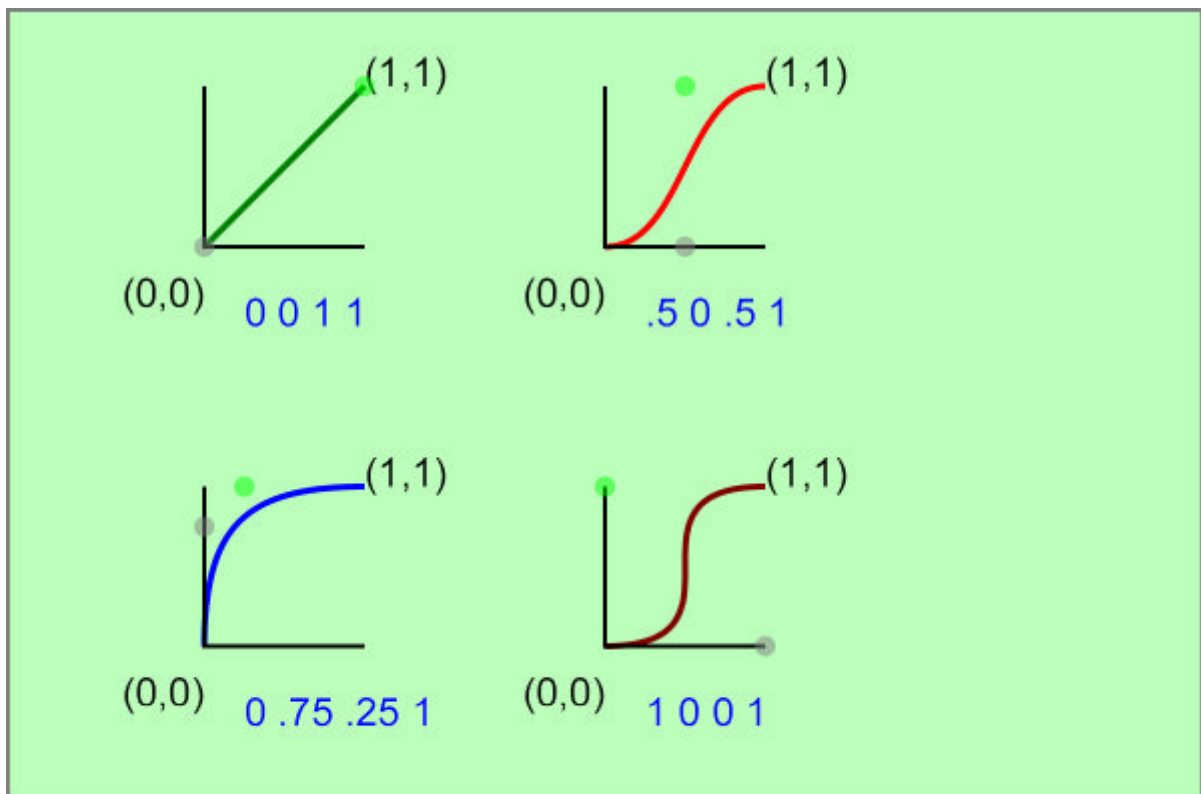 (1,1) (1,1)
(0,0) (0,0)
0 0 1 1 .5 0 .5 1
(1,1) (1,1)
(0,0) (0,0)
0 .75 .25 1 1 0 0 1